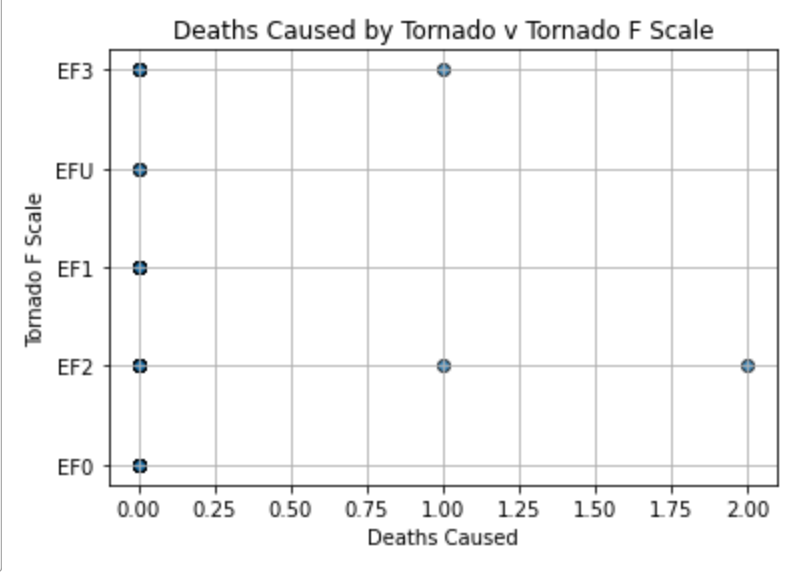 Deaths Caused by Tornado v Tornado F Scale
EF3
EFU
EF1
EF2
EF0
Tornado F Scale
0.00 0.25 0.50 0.75 1.00 1.25 1.50 1.75 2.00
Deaths Caused